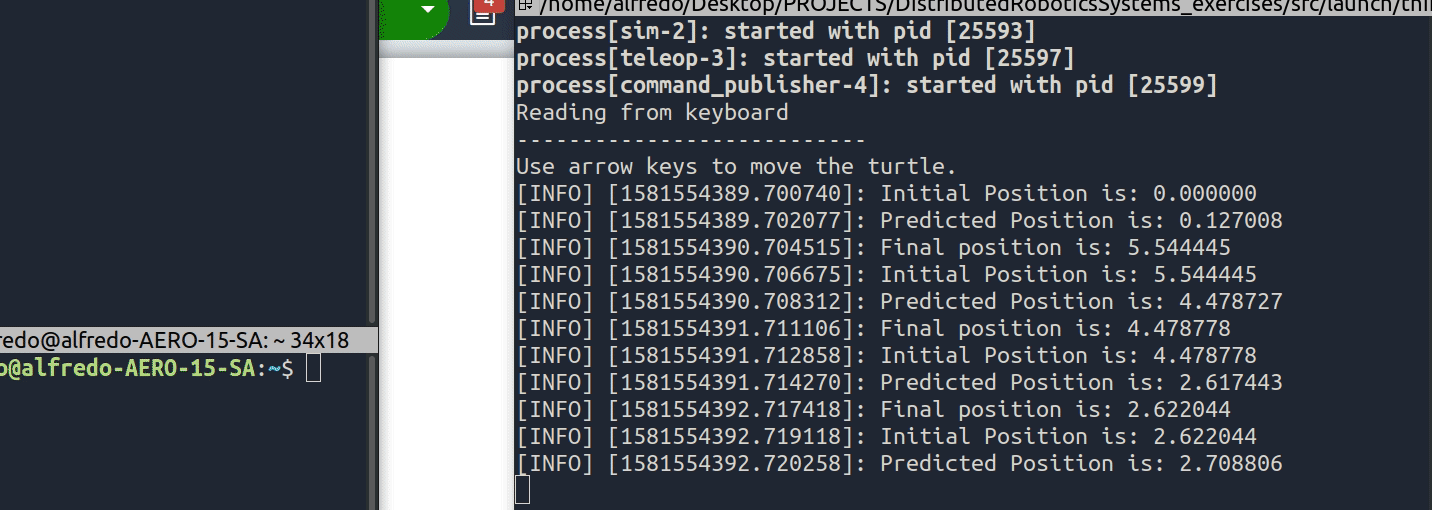 4
/home/alfredo/Desktop/PROJECTS/DistributedRoboticsSystems_exercises/src/launch/
process[sim-2]: started with pid [25593]
process[teleop-3]: started with pid [25597]
process[command_publisher-4]: started with pid [25599]
Reading from keyboard
---------------------------
Use arrow keys to move the turtle.
[INFO] [1581554389.700740]: Initial Position is: 0.000000
[INFO] [1581554389.702077]: Predicted Position is: 0.127008
[INFO] [1581554390.704515]: Final position is: 5.544445
[INFO] [1581554390.706675]: Initial Position is: 5.544445
[INFO] [1581554390.708312]: Predicted Position is: 4.478727
[INFO] [1581554391.711106]: Final position is: 4.478778
[INFO] [1581554391.712858]: Initial Position is: 4.478778
[INFO] [1581554391.714270]: Predicted Position is: 2.617443
[INFO] [1581554392.717418]: Final position is: 2.622044
[INFO] [1581554392.719118]: Initial Position is: 2.622044
[INFO] [1581554392.720258]: Predicted Position is: 2.708806
redo@alfredo-AERO-15-SA: ~ 34x18
o@alfredo-AERO-15-SA:~$